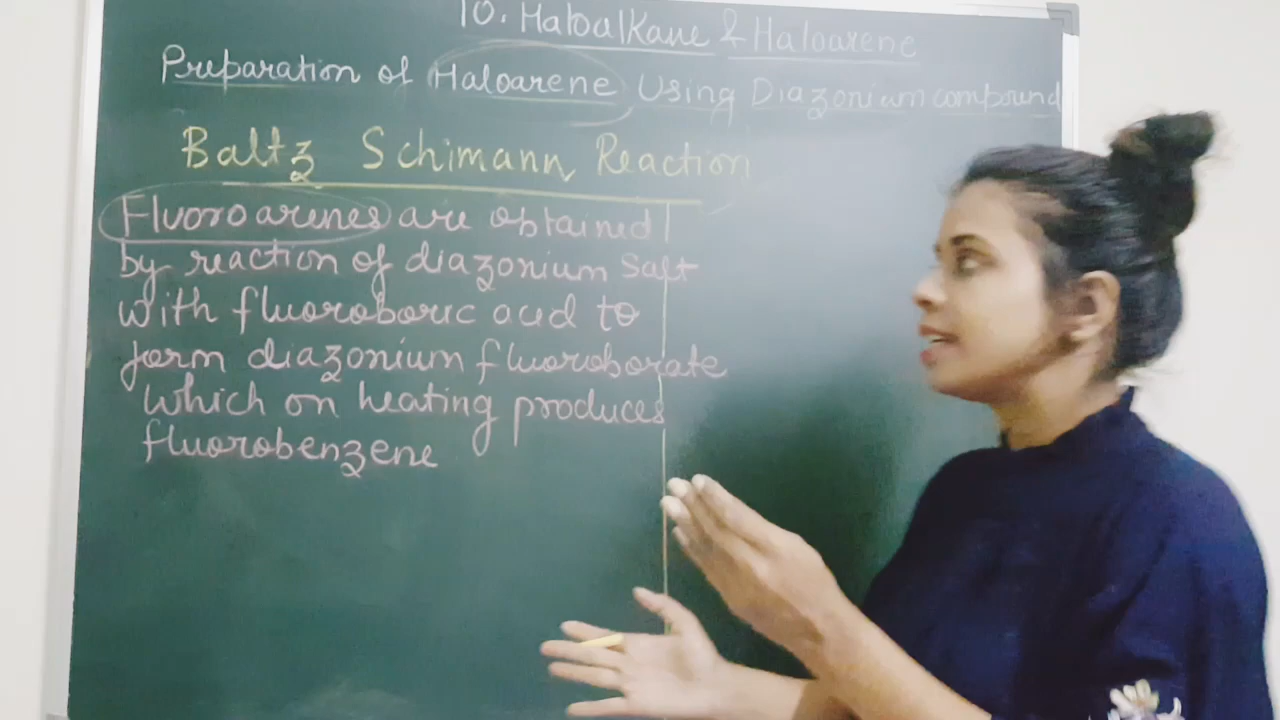 10. Haloalkane & Haloarene
Preparation of Haloarene Using Diazonium compound
Baltz Schimann Reaction
Fluoroarenes are obtained
by reaction of diazonium salt
with fluoroboric acid to
form diazonium fluoroborate
which on heating produces
fluorobenzene